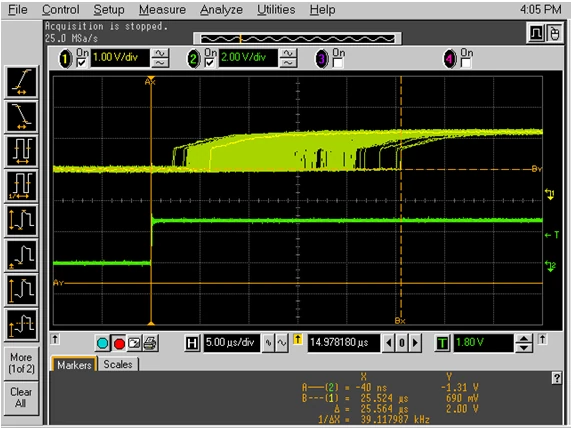 File Control Setup Measure Analyze Utilities Help 4:05 PM
Acquisition is stopped.
25.0 MSa/s
1 On 1.00 V/div 2 On 2.00 V/div 3 On 4 On
Ax
By
1
T
2
Ay
Bx
More
(1 of 2)
Clear
All
H 5.00 µs/div 14.978180 µs 0 T 1.80 V
Markers Scales
?
X Y
A——(2) = -40 ns -1.31 V
B---(1) = 25.524 µs 690 mV
Δ = 25.564 µs 2.00 V
1/ΔX = 39.117987 kHz